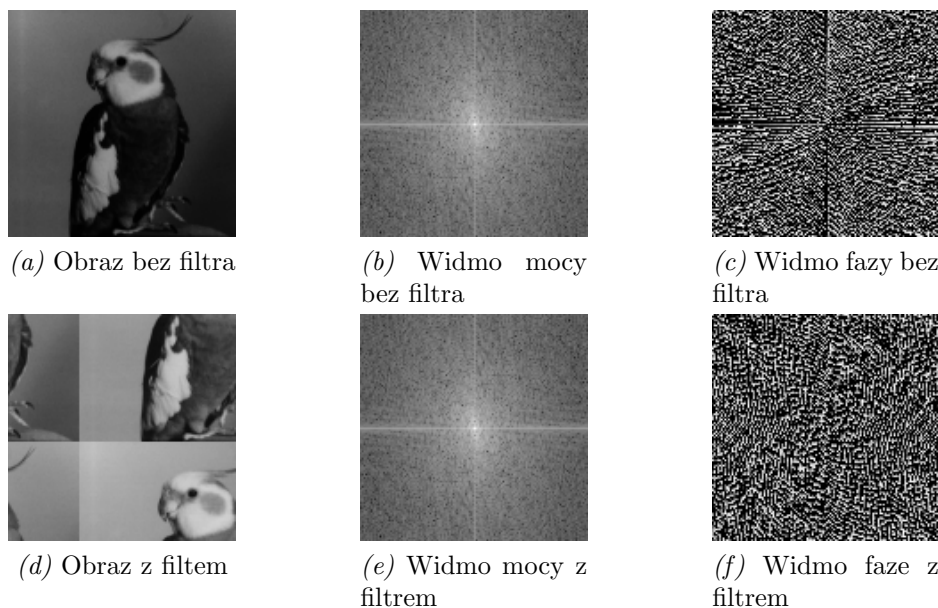 (a) Obraz bez filtra
(b) Widmo mocy
bez filtra
(c) Widmo fazy bez
filtra
(d) Obraz z filtem
(e) Widmo mocy z
filtrem
(f) Widmo faze z
filtrem